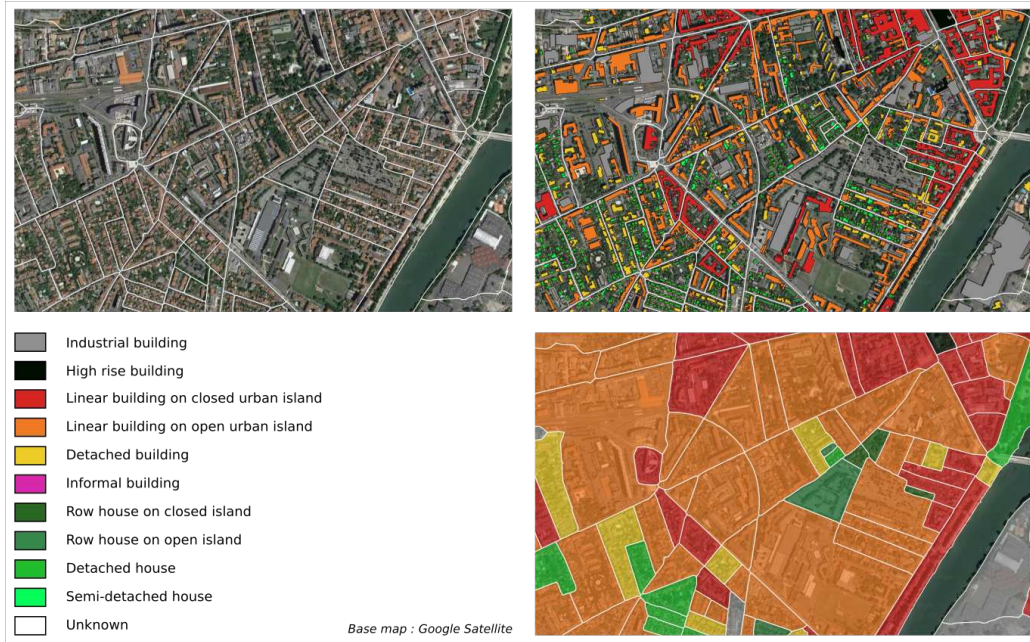 Industrial building
High rise building
Linear building on closed urban island
Linear building on open urban island
Detached building
Informal building
Row house on closed island
Row house on open island
Detached house
Semi-detached house
Unknown
Base map : Google Satellite